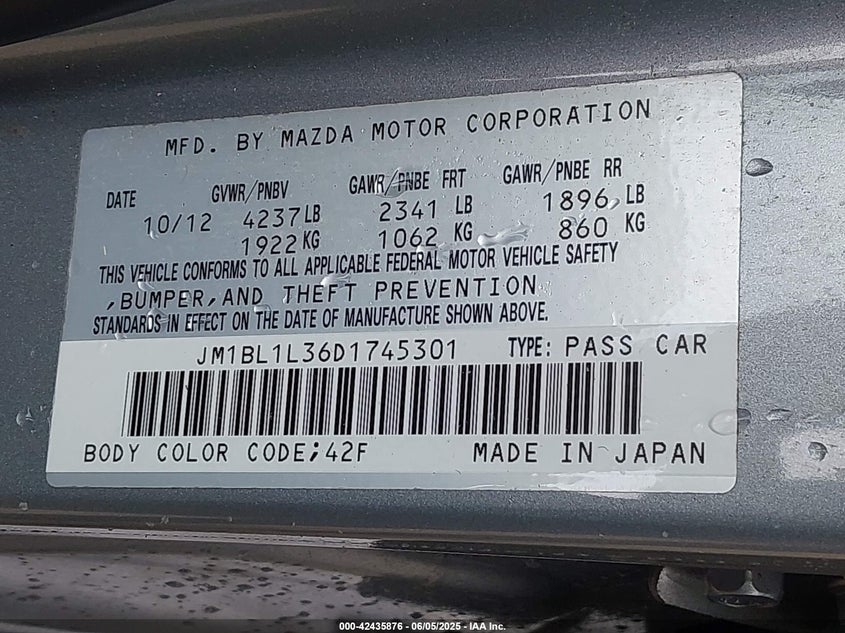 MFD. BY MAZDA MOTOR CORPORATION
DATE GVWR/PNBV GAWR/PNBE FRT GAWR/PNBE RR
10/12 4237LB 2341 LB 1896 LB
1922 KG 1062 KG 860 KG
THIS VEHICLE CONFORMS TO ALL APPLICABLE FEDERAL MOTOR VEHICLE SAFETY
,BUMPER,AND THEFT PREVENTION
STANDARDS IN EFFECT ON THE DATE OF MANUFACTURE SHOWN ABOVE.
JM1BL1L36D1745301 TYPE: PASS CAR
BODY COLOR CODE;42F MADE IN JAPAN
000-42435876 - 06/05/2025 - IAA Inc.